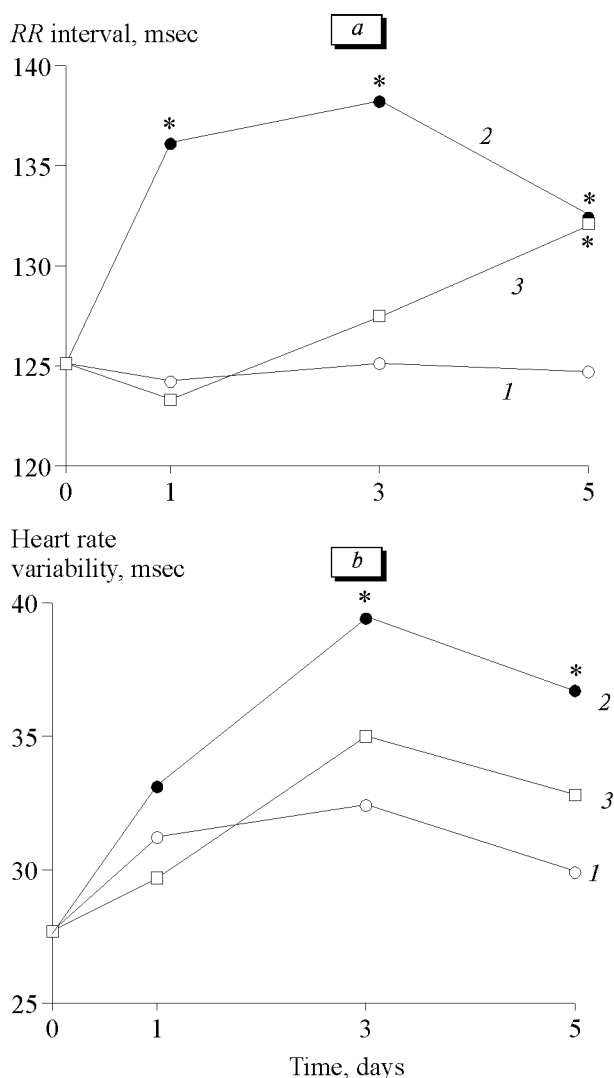 RR interval, msec
a
140
*
*
2
135
*
*
130
3
125
1
120
0 1 3 5
Heart rate
variability, msec
b
40
*
*
2
35
3
30
1
25
0 1 3 5
Time, days